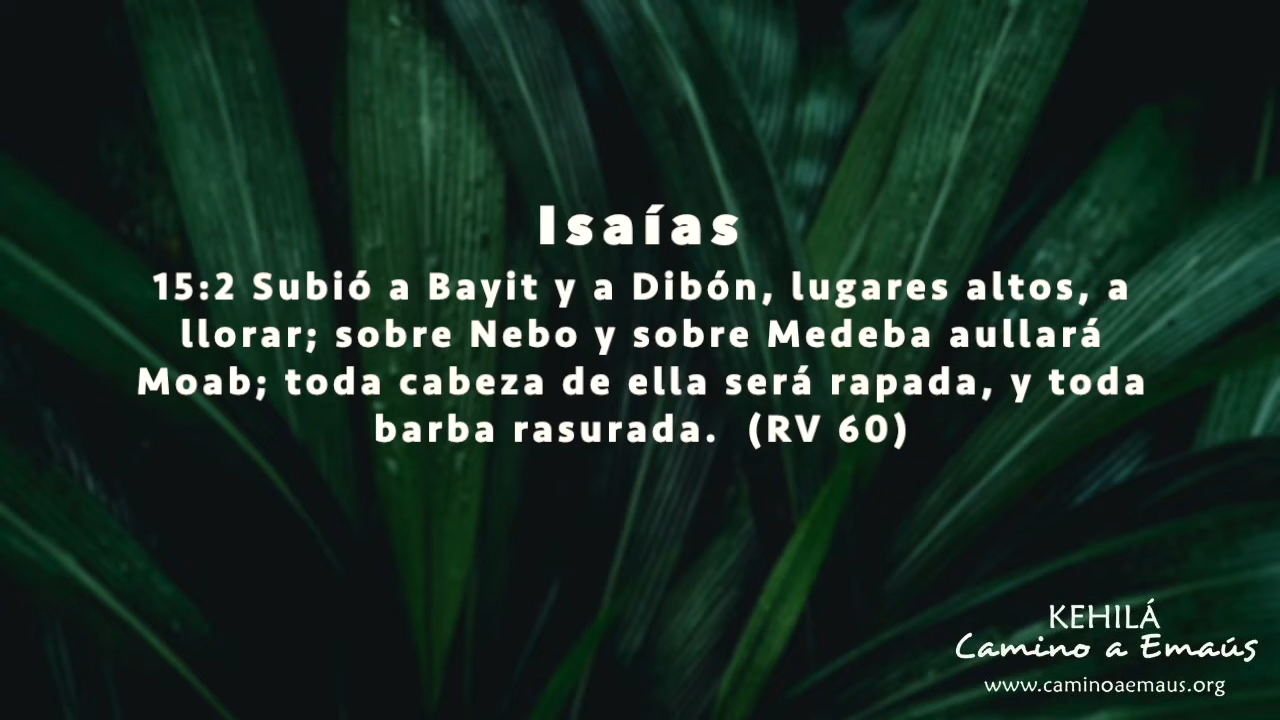 Isaías
15:2 Subió a Bayit y a Dibón, lugares altos, a
llorar; sobre Nebo y sobre Medeba aullará
Moab; toda cabeza de ella será rapada, y toda
barba rasurada. (RV 60)
KEHILÁ
Camino a Emaús
www.caminoaemaus.org